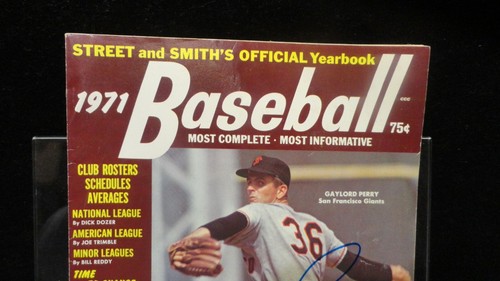 STREET and SMITH'S OFFICIAL Yearbook
1971 Baseball
75¢
MOST COMPLETE · MOST INFORMATIVE
CLUB ROSTERS
SCHEDULES
AVERAGES
NATIONAL LEAGUE
By DICK DOZER
AMERICAN LEAGUE
By JOE TRIMBLE
MINOR LEAGUES
By BILL REDDY
TIME
GAYLORD PERRY
San Francisco Giants
36